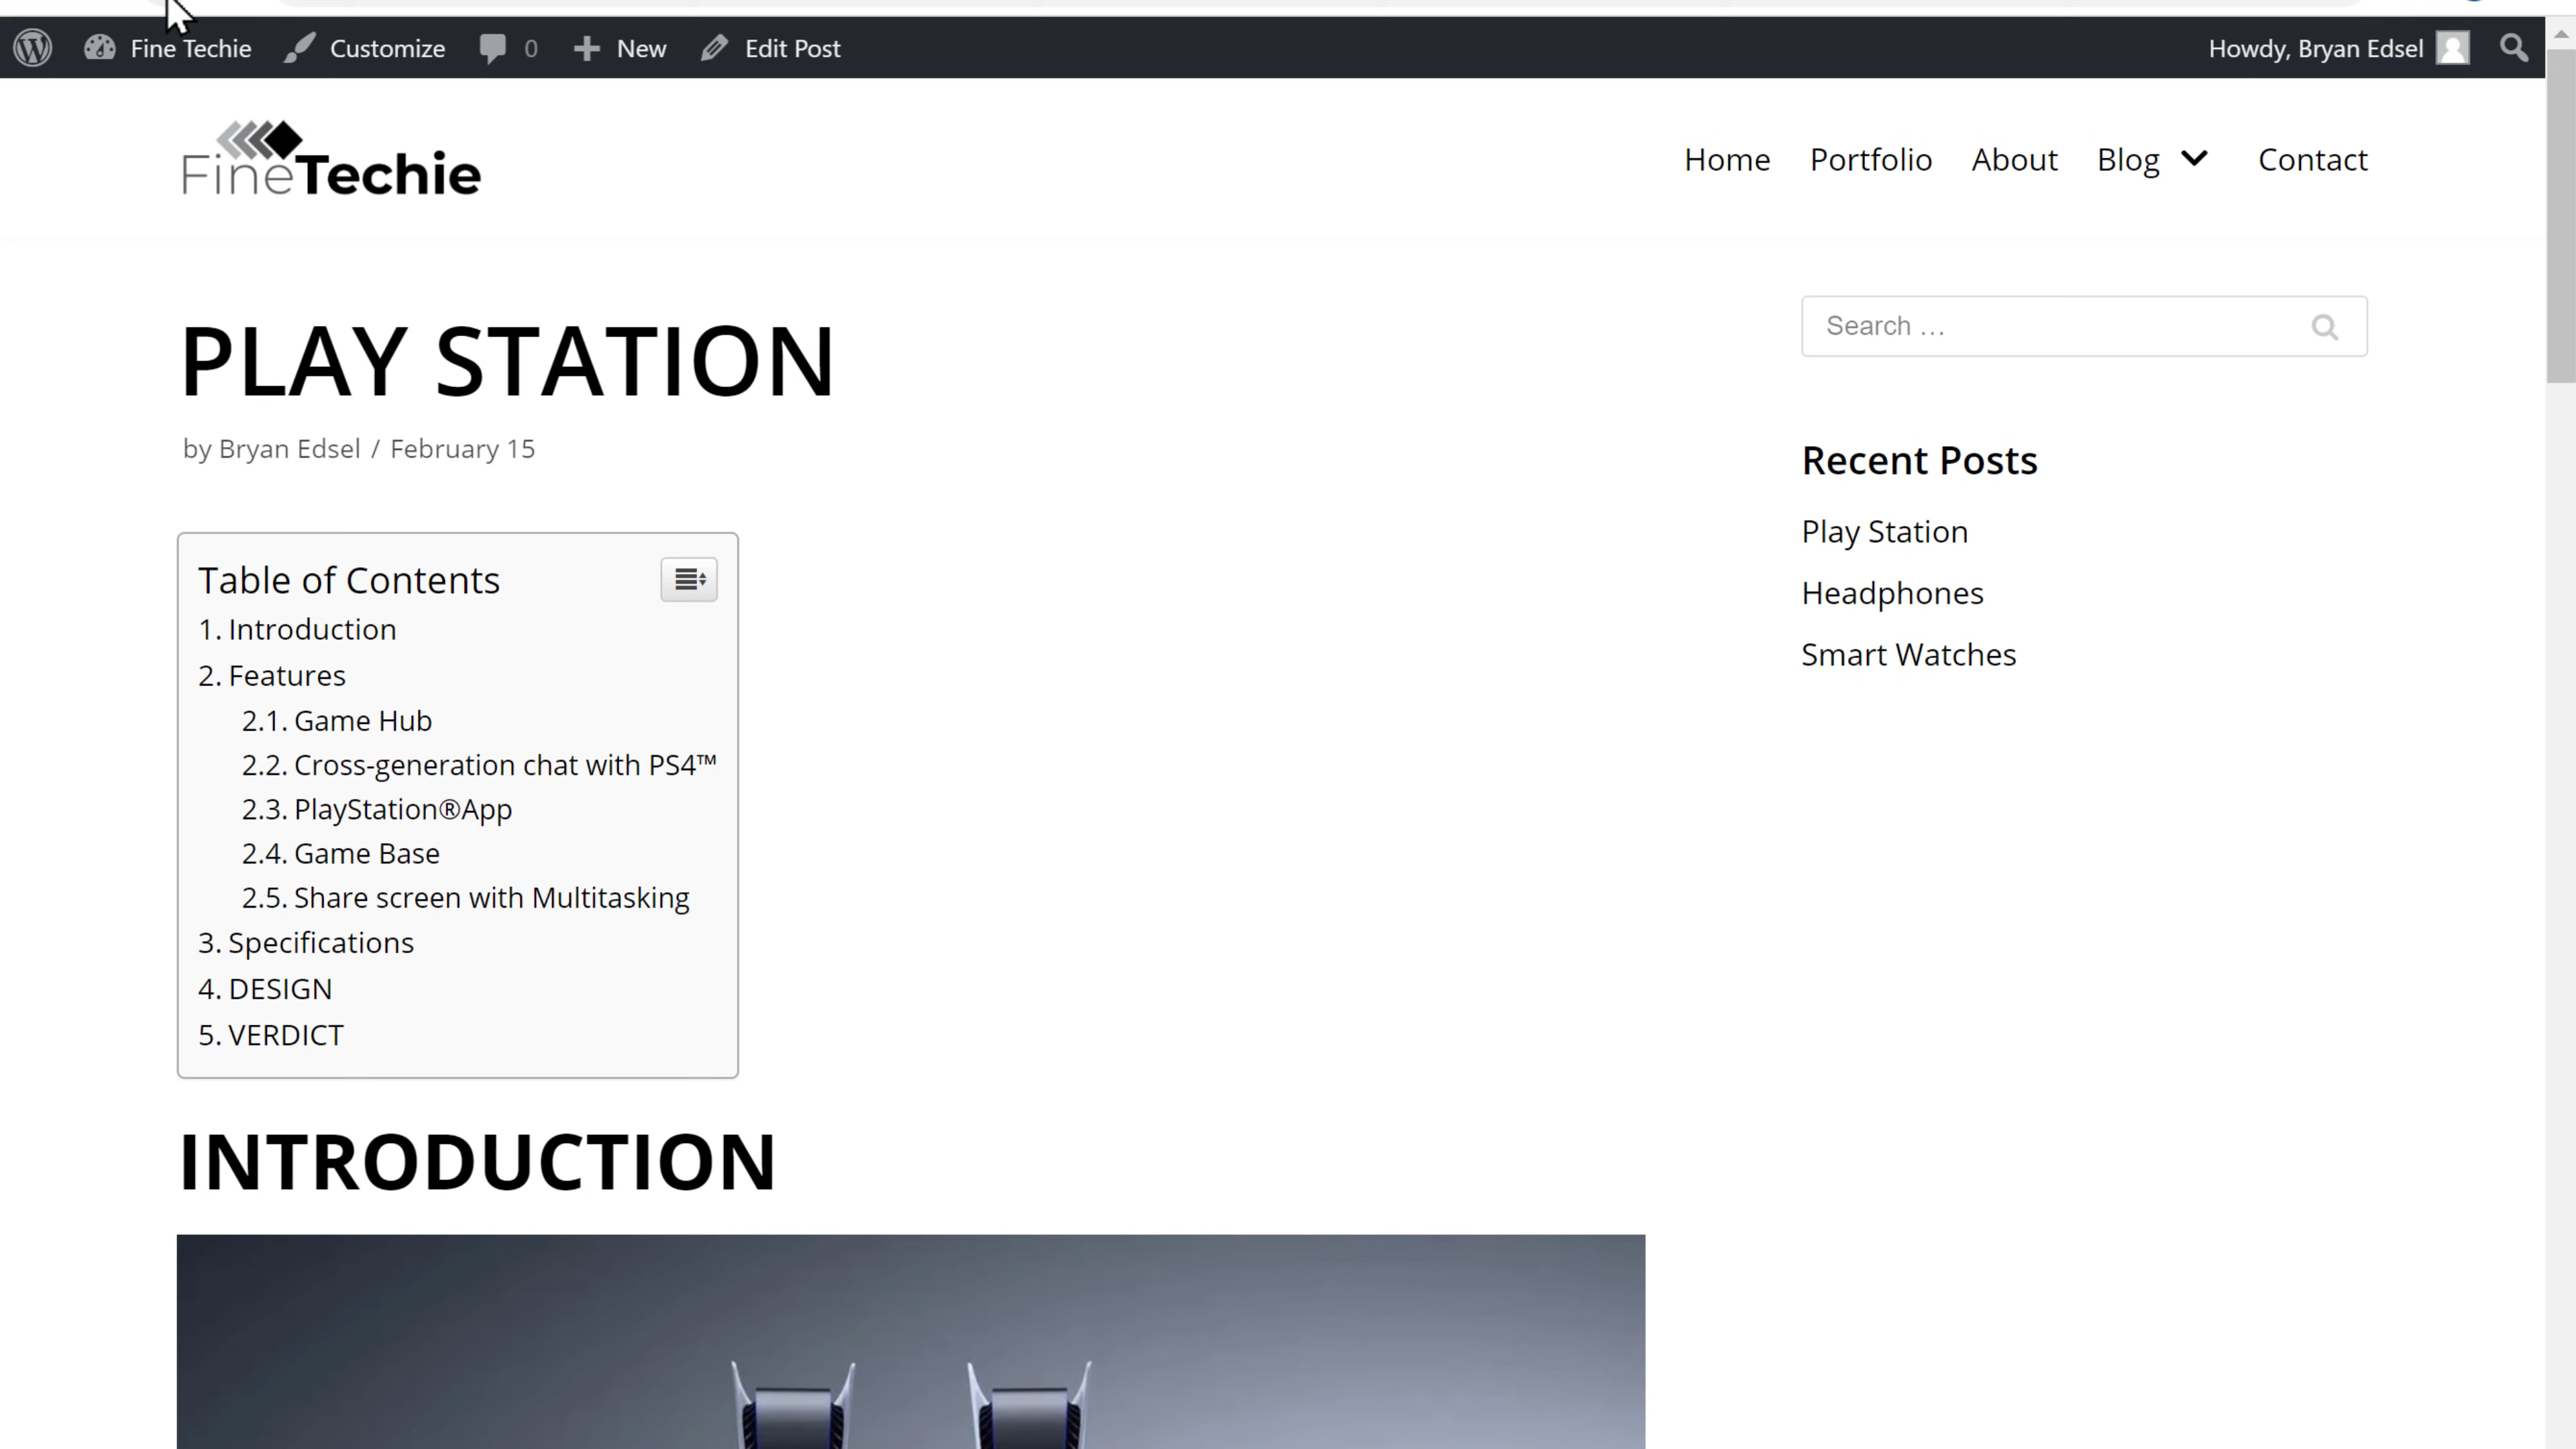 Fine Techie Customize 0 New Edit Post Howdy, Bryan Edsel
FineTechie
Home Portfolio About Blog Contact
PLAY STATION
by Bryan Edsel / February 15
Table of Contents
1. Introduction
2. Features
2.1. Game Hub
2.2. Cross-generation chat with PS4™
2.3. PlayStation®App
2.4. Game Base
2.5. Share screen with Multitasking
3. Specifications
4. DESIGN
5. VERDICT
INTRODUCTION
Search …
Recent Posts
Play Station
Headphones
Smart Watches